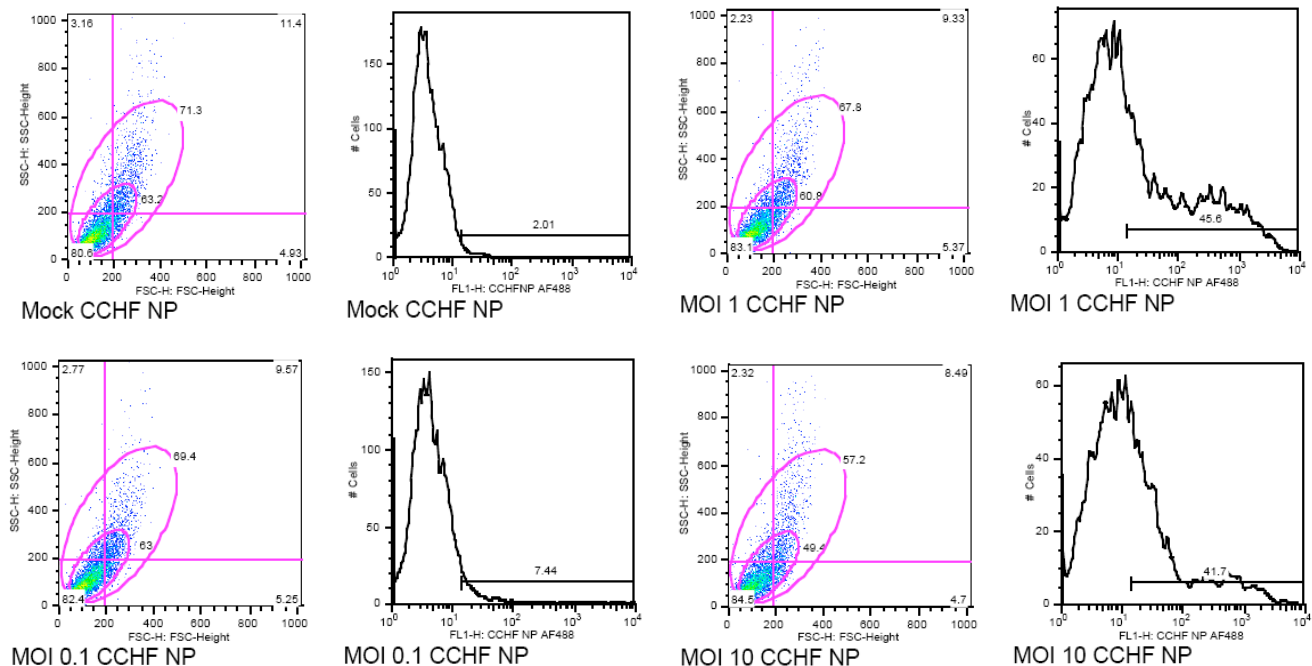 1000
3.16
11.4
800
71.3
600
SSC-H: SSC-Height
400
63.2
200
0
80.6
4.93
0 200 400 600 800 1000
FSC-H: FSC-Height
Mock CCHF NP
150
100
# Cells
50
2.01
0
10^0 10^1 10^2 10^3 10^4
FL1-H: CCHFNP AF488
Mock CCHF NP
1000
2.23
9.33
800
67.8
600
SSC-H: SSC-Height
400
60.8
200
0
83.1
5.37
0 200 400 600 800 1000
FSC-H: FSC-Height
MOI 1 CCHF NP
60
40
# Cells
20
45.6
0
10^0 10^1 10^2 10^3 10^4
FL1-H: CCHF NP AF488
MOI 1 CCHF NP
1000
2.77
9.57
800
69.4
600
SSC-H: SSC-Height
400
63
200
0
82.4
5.25
0 200 400 600 800 1000
FSC-H: FSC-Height
MOI 0.1 CCHF NP
150
100
# Cells
50
7.44
0
10^0 10^1 10^2 10^3 10^4
FL1-H: CCHF NP AF488
MOI 0.1 CCHF NP
1000
2.32
8.49
800
57.2
600
SSC-H: SSC-Height
400
49.4
200
0
84.5
4.7
0 200 400 600 800 1000
FSC-H: FSC-Height
MOI 10 CCHF NP
60
40
# Cells
20
41.7
0
10^0 10^1 10^2 10^3 10^4
FL1-H: CCHF NP AF488
MOI 10 CCHF NP